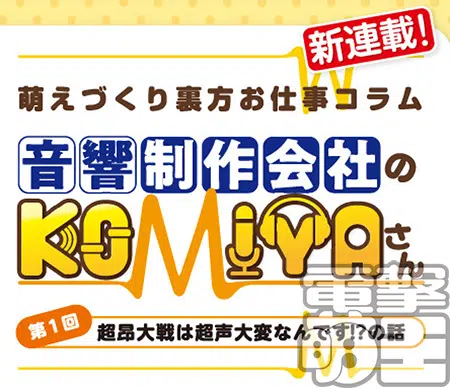 新連載!
萌えづくり裏方お仕事コラム
音響制作会社の
KOMIYAさん
第1回 超昂大戦は超声大変なんです!?の話
電撃
萌王